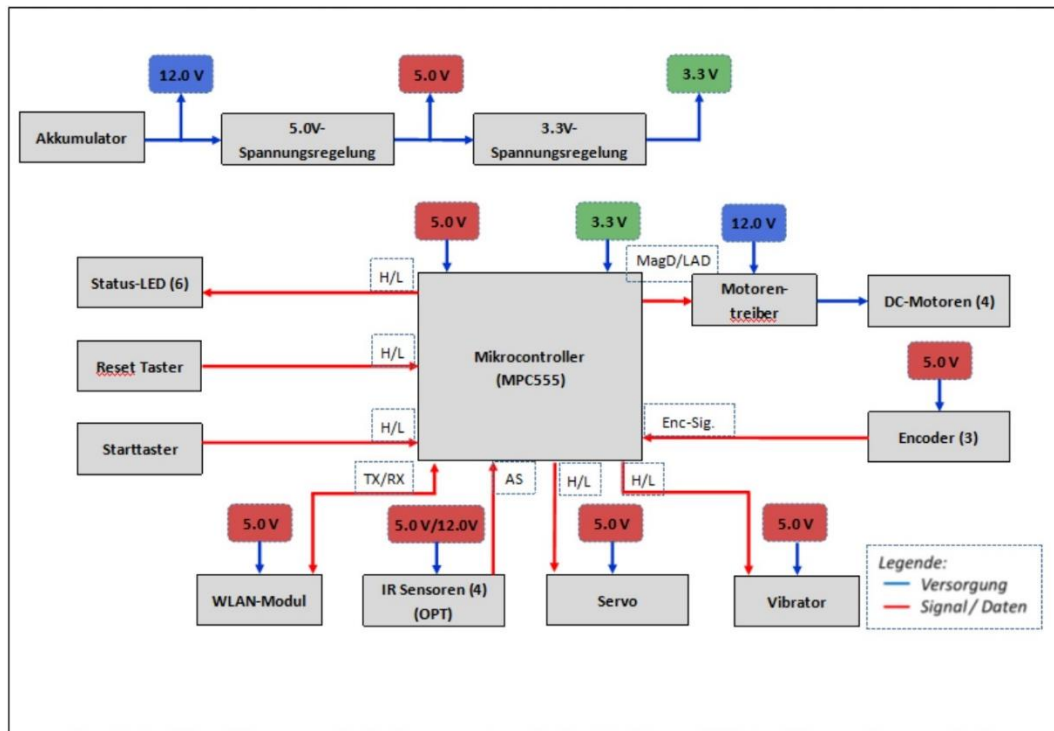 12.0 V
5.0 V
3.3 V
Akkumulator
5.0V-
Spannungsregelung
3.3V-
Spannungsregelung
5.0 V
3.3 V
12.0 V
MagD/LAD
Status-LED (6)
H/L
Motoren-
treiber
DC-Motoren (4)
Reset Taster
H/L
Mikrocontroller
(MPC555)
5.0 V
Starttaster
H/L
Enc-Sig.
Encoder (3)
TX/RX
AS
H/L
H/L
5.0 V
5.0 V/12.0V
5.0 V
5.0 V
WLAN-Modul
IR Sensoren (4)
(OPT)
Servo
Vibrator
Legende:
Versorgung
Signal / Daten